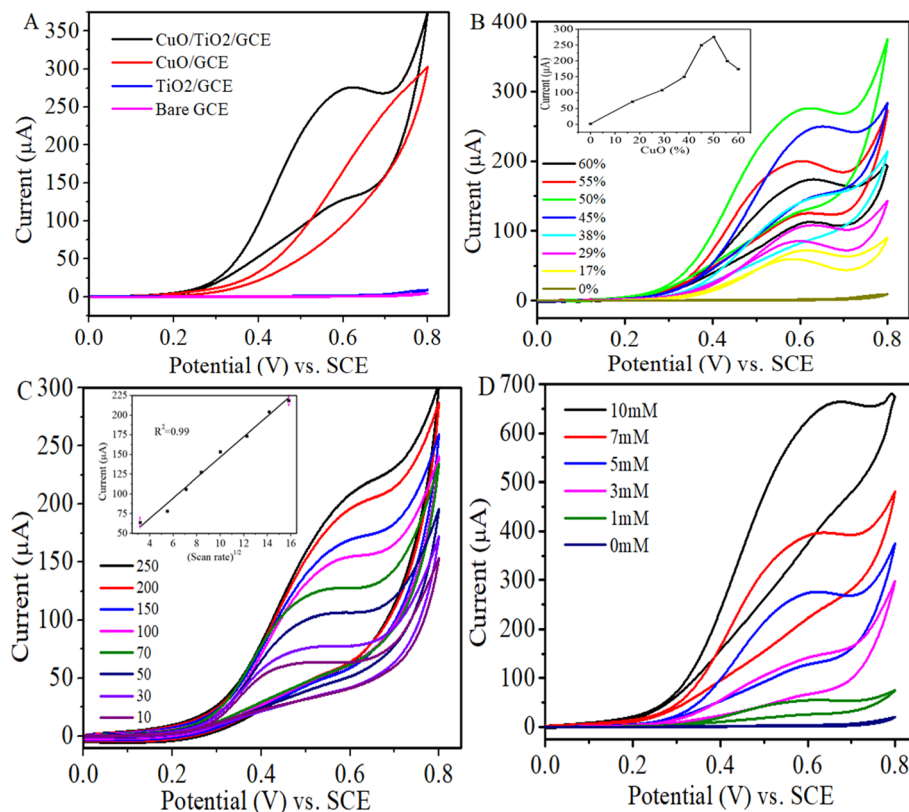 A
CuO/TiO2/GCE
CuO/GCE
TiO2/GCE
Bare GCE
350
300
250
200
150
100
50
0
Current (µA)
0.0 0.2 0.4 0.6 0.8
Potential (V) vs. SCE
B
400
300
200
100
0
Current (µA)
300
250
200
150
100
50
0
Current (µA)
0 10 20 30 40 50 60
CuO (%)
60%
55%
50%
45%
38%
29%
17%
0%
0.0 0.2 0.4 0.6 0.8
Potential (V) vs. SCE
C
300
250
200
150
100
50
0
Current (µA)
225
200
175
150
125
100
75
50
Current (µA)
R²=0.99
4 6 8 10 12 14 16
(Scan rate)^1/2
250
200
150
100
70
50
30
10
0.0 0.2 0.4 0.6 0.8
Potential (V) vs. SCE
D
700
600
500
400
300
200
100
0
Current (µA)
10mM
7mM
5mM
3mM
1mM
0mM
0.0 0.2 0.4 0.6 0.8
Potential (V) vs. SCE